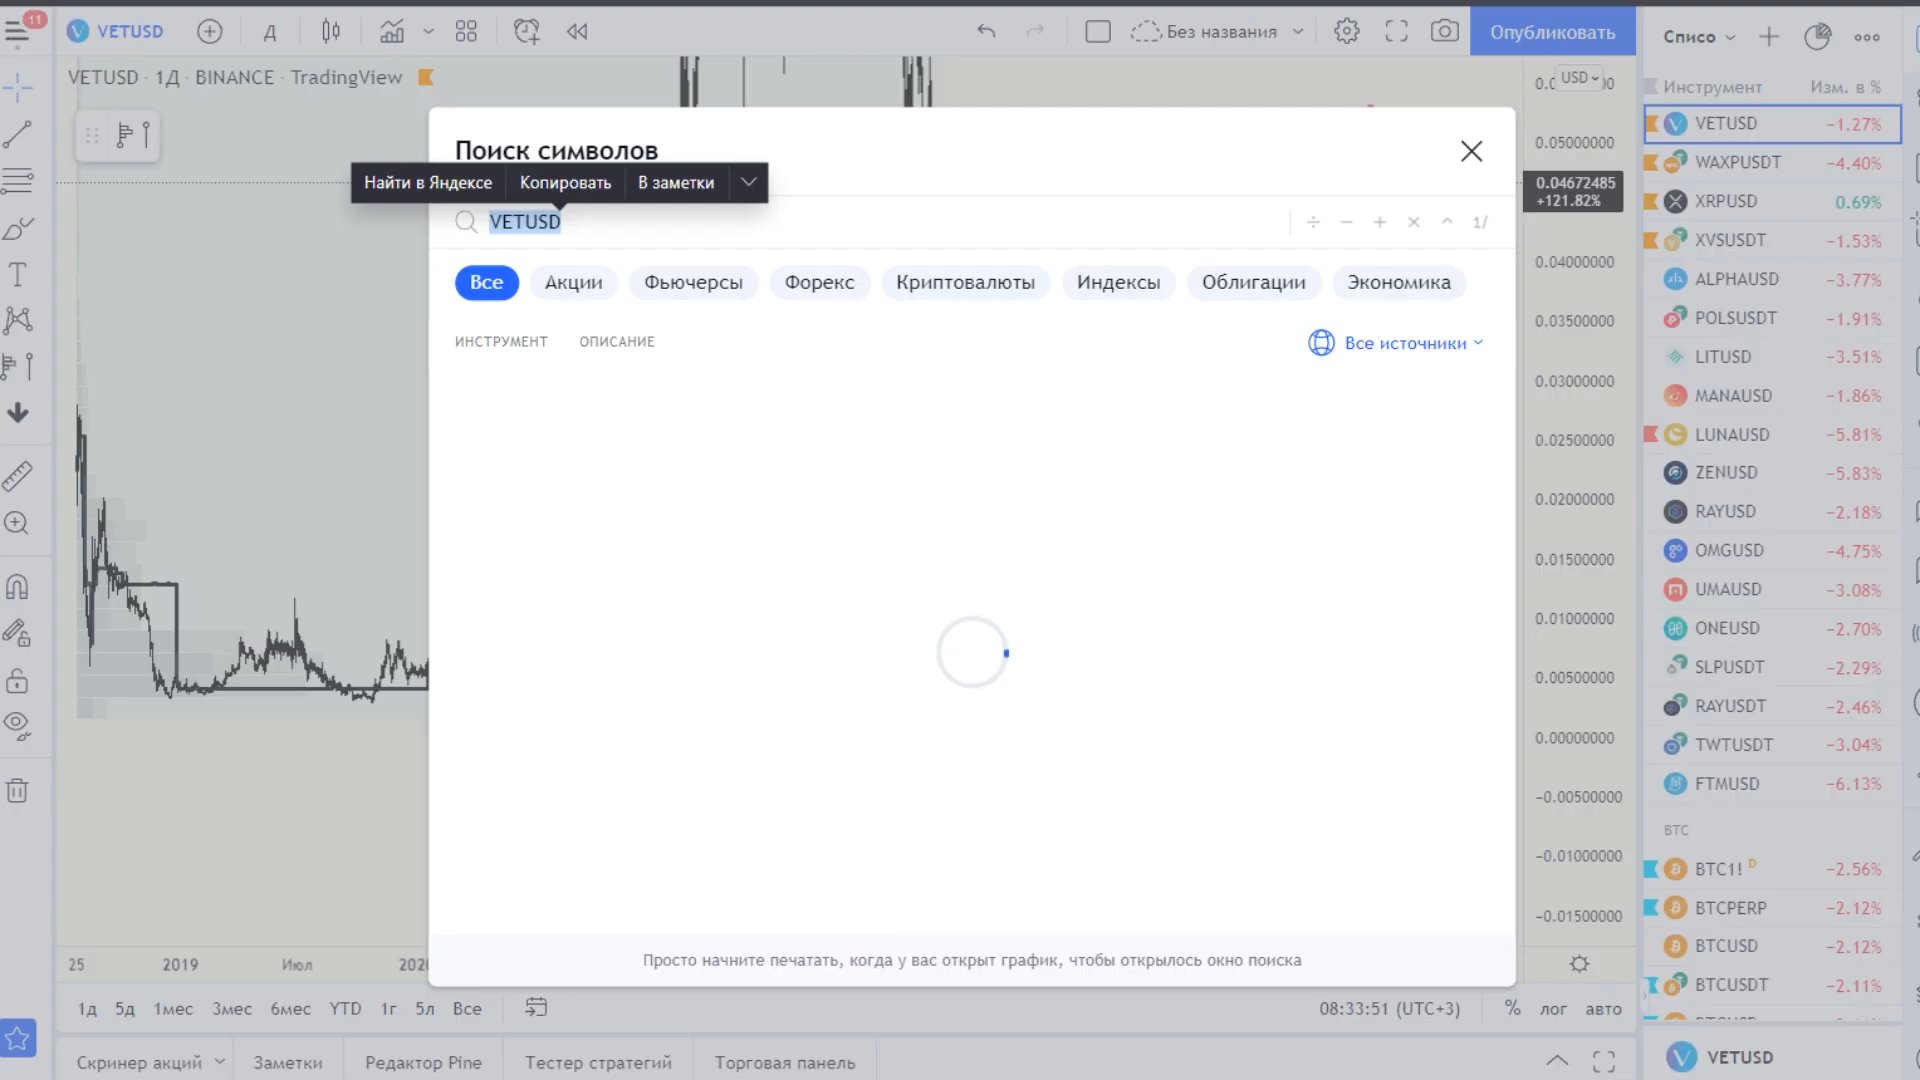 11
VETUSD
Д
Без названия
Опубликовать
Списо
VETUSD · 1Д · BINANCE · TradingView
USD
Инструмент
Изм. в %
Поиск символов
Найти в Яндексе
Копировать
В заметки
VETUSD
÷ − + × ^ 1/
Все
Акции
Фьючерсы
Форекс
Криптовалюты
Индексы
Облигации
Экономика
ИНСТРУМЕНТ
ОПИСАНИЕ
Все источники
Просто начните печатать, когда у вас открыт график, чтобы открылось окно поиска
0.05000000
0.04672485
+121.82%
0.04000000
0.03500000
0.03000000
0.02500000
0.02000000
0.01500000
0.01000000
0.00500000
0.00000000
−0.00500000
−0.01000000
−0.01500000
VETUSD −1.27%
WAXPUSDT −4.40%
XRPUSD 0.69%
XVSUSDT −1.53%
ALPHAUSD −3.77%
POLSUSDT −1.91%
LITUSD −3.51%
MANAUSD −1.86%
LUNAUSD −5.81%
ZENUSD −5.83%
RAYUSD −2.18%
OMGUSD −4.75%
UMAUSD −3.08%
ONEUSD −2.70%
SLPUSDT −2.29%
RAYUSDT −2.46%
TWTUSDT −3.04%
FTMUSD −6.13%
BTC
BTC1! D −2.56%
BTCPERP −2.12%
BTCUSD −2.12%
BTCUSDT −2.11%
VETUSD
25
2019
Июл
1д 5д 1мес 3мес 6мес YTD 1г 5л Все
08:33:51 (UTC+3)
% лог авто
Скринер акций
Заметки
Редактор Pine
Тестер стратегий
Торговая панель